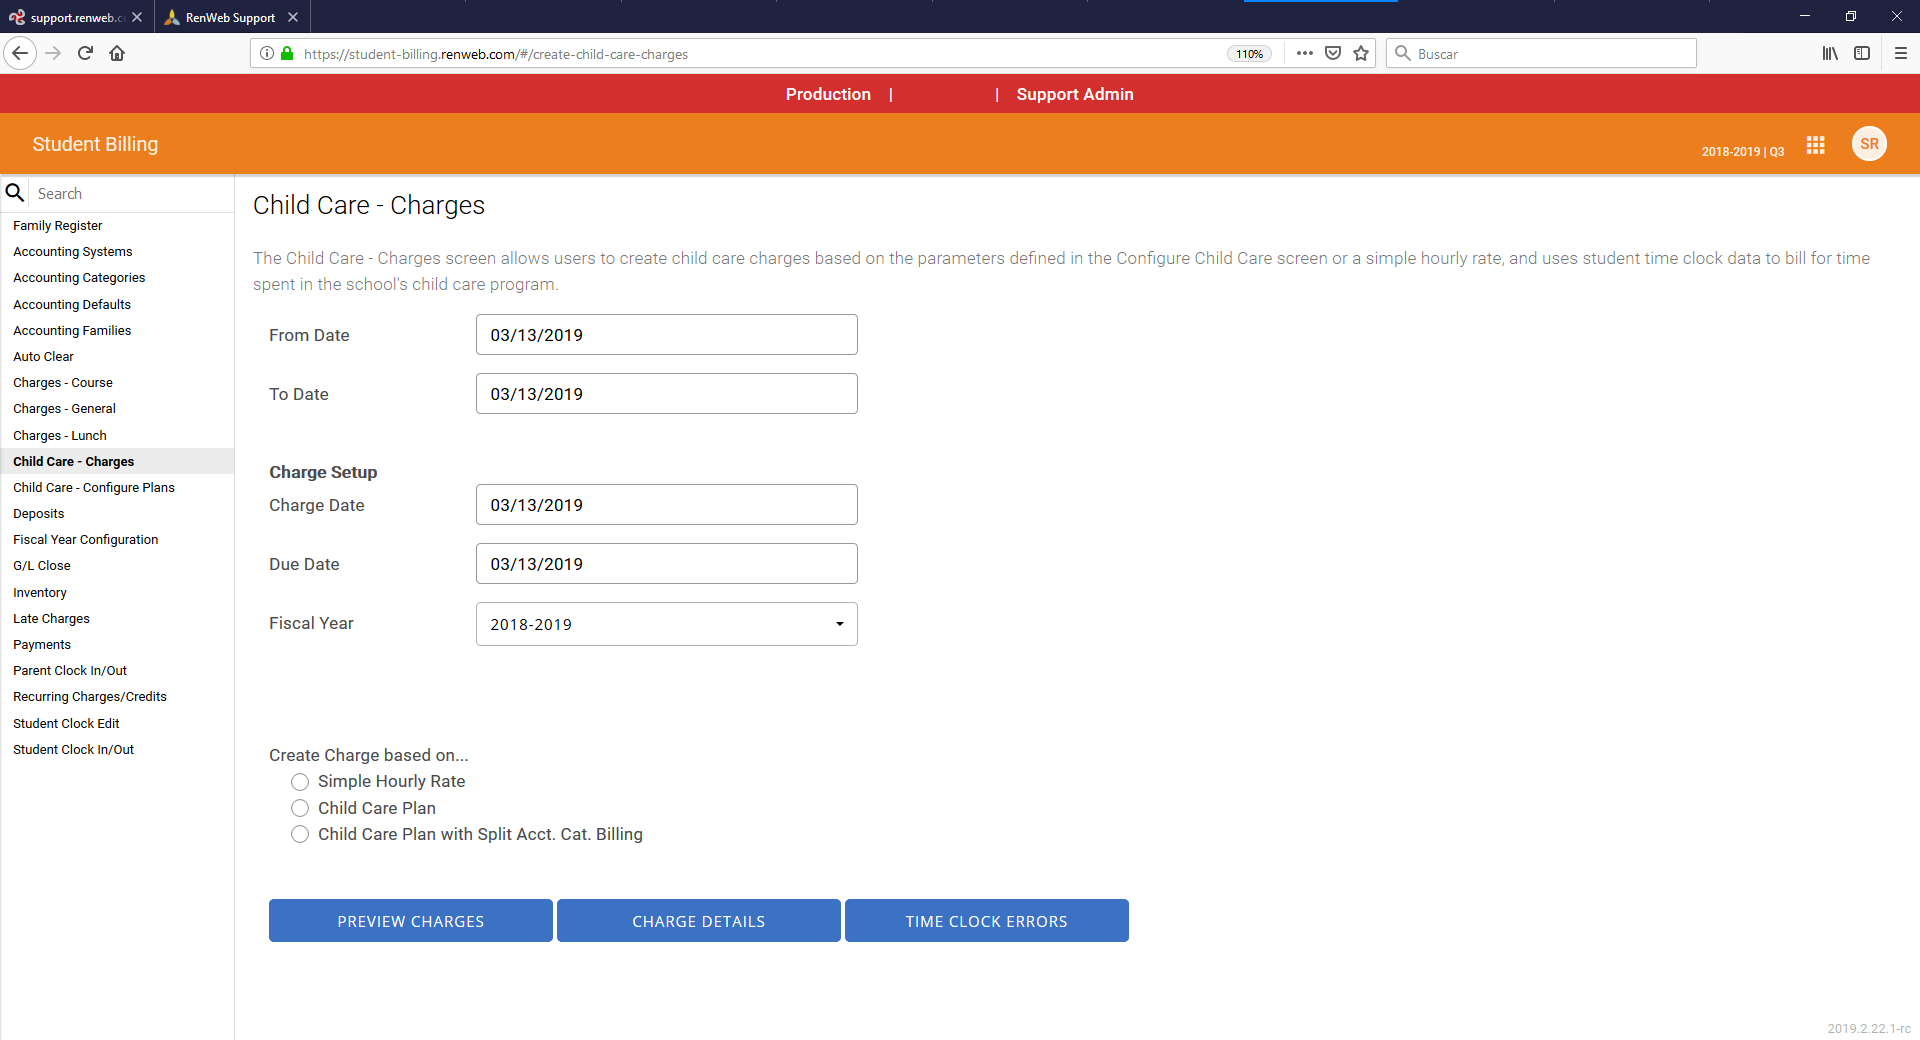 support.renweb.c
RenWeb Support
https://student-billing.renweb.com/#/create-child-care-charges
110%
Buscar
Production | | Support Admin
Student Billing
2018-2019 | Q3
SR
Search
Family Register
Accounting Systems
Accounting Categories
Accounting Defaults
Accounting Families
Auto Clear
Charges - Course
Charges - General
Charges - Lunch
Child Care - Charges
Child Care - Configure Plans
Deposits
Fiscal Year Configuration
G/L Close
Inventory
Late Charges
Payments
Parent Clock In/Out
Recurring Charges/Credits
Student Clock Edit
Student Clock In/Out
Child Care - Charges
The Child Care - Charges screen allows users to create child care charges based on the parameters defined in the Configure Child Care screen or a simple hourly rate, and uses student time clock data to bill for time
spent in the school's child care program.
From Date 03/13/2019
To Date 03/13/2019
Charge Setup
Charge Date 03/13/2019
Due Date 03/13/2019
Fiscal Year 2018-2019
Create Charge based on...
Simple Hourly Rate
Child Care Plan
Child Care Plan with Split Acct. Cat. Billing
PREVIEW CHARGES CHARGE DETAILS TIME CLOCK ERRORS
2019.2.22.1-rc